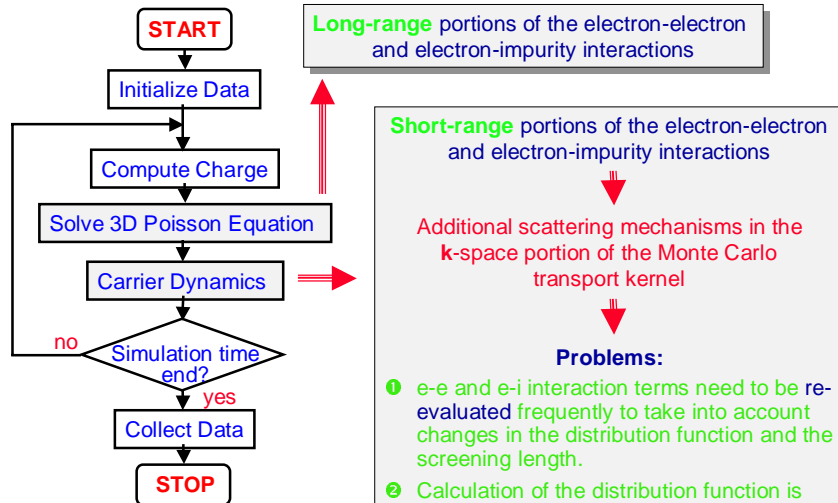 START
Initialize Data
Compute Charge
Solve 3D Poisson Equation
Carrier Dynamics
no
Simulation time
end?
yes
Collect Data
STOP
Long-range portions of the electron-electron
and electron-impurity interactions
Short-range portions of the electron-electron
and electron-impurity interactions
Additional scattering mechanisms in the
k-space portion of the Monte Carlo
transport kernel
Problems:
❶ e-e and e-i interaction terms need to be re-
evaluated frequently to take into account
changes in the distribution function and the
screening length.
❷ Calculation of the distribution function is